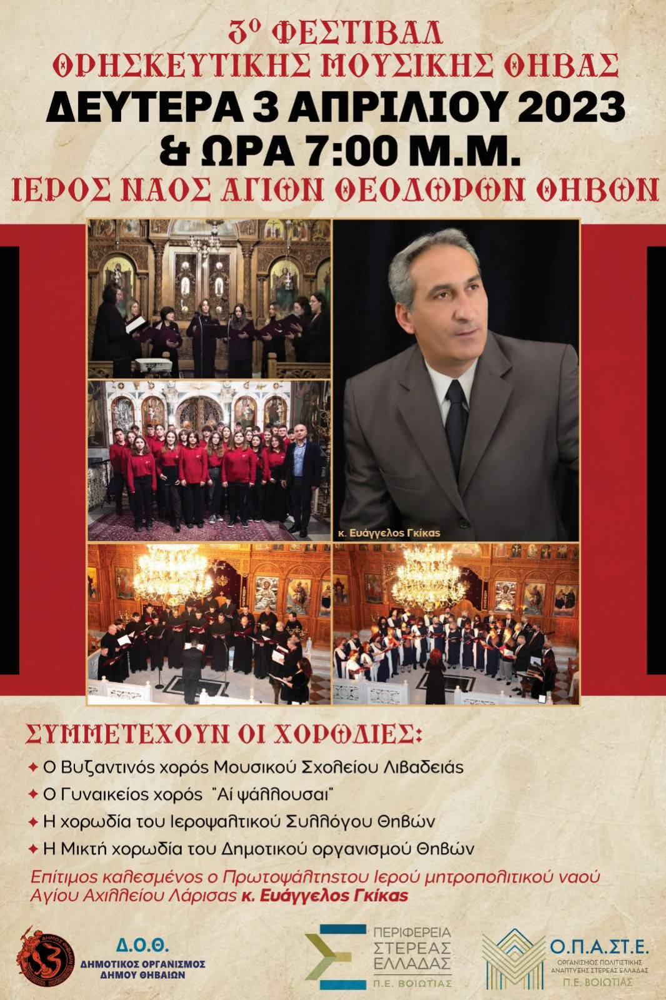 3ο ΦΕΣΤΙΒΑΛ
ΘΡΗΣΚΕΥΤΙΚΗΣ ΜΟΥΣΙΚΗΣ ΘΗΒΑΣ
ΔΕΥΤΕΡΑ 3 ΑΠΡΙΛΙΟΥ 2023
& ΩΡΑ 7:00 Μ.Μ.
ΙΕΡΟΣ ΝΑΟΣ ΑΓΙΩΝ ΘΕΟΔΩΡΩΝ ΘΗΒΩΝ
κ. Ευάγγελος Γκίκας
ΣΥΜΜΕΤΕΧΟΥΝ ΟΙ ΧΟΡΩΔΙΕΣ:
Ο Βυζαντινός χορός Μουσικού Σχολείου Λιβαδειάς
Ο Γυναικείος χορός "Αί ψάλλουσαι"
Η χορωδία του Ιεροψαλτικού Συλλόγου Θηβών
Η Μικτή χορωδία του Δημοτικού οργανισμού Θηβών
Επίτιμος καλεσμένος ο Πρωτοψάλτηςτου Ιερού μητροπολιτικού ναού
Αγίου Αχιλλείου Λάρισας κ. Ευάγγελος Γκίκας
ΔΗΜΟΣ ΘΗΒΑΙΩΝ
Δ.Ο.Θ.
ΔΗΜΟΤΙΚΟΣ ΟΡΓΑΝΙΣΜΟΣ
ΔΗΜΟΥ ΘΗΒΑΙΩΝ
ΠΕΡΙΦΕΡΕΙΑ
ΣΤΕΡΕΑΣ
ΕΛΛΑΔΑΣ
Π.Ε. ΒΟΙΩΤΙΑΣ
Ο.Π.Α.ΣΤ.Ε.
ΟΡΓΑΝΙΣΜΟΣ ΠΟΛΙΤΙΣΤΙΚΗΣ
ΑΝΑΠΤΥΞΗΣ ΣΤΕΡΕΑΣ ΕΛΛΑΔΑΣ
Π.Ε. ΒΟΙΩΤΙΑΣ